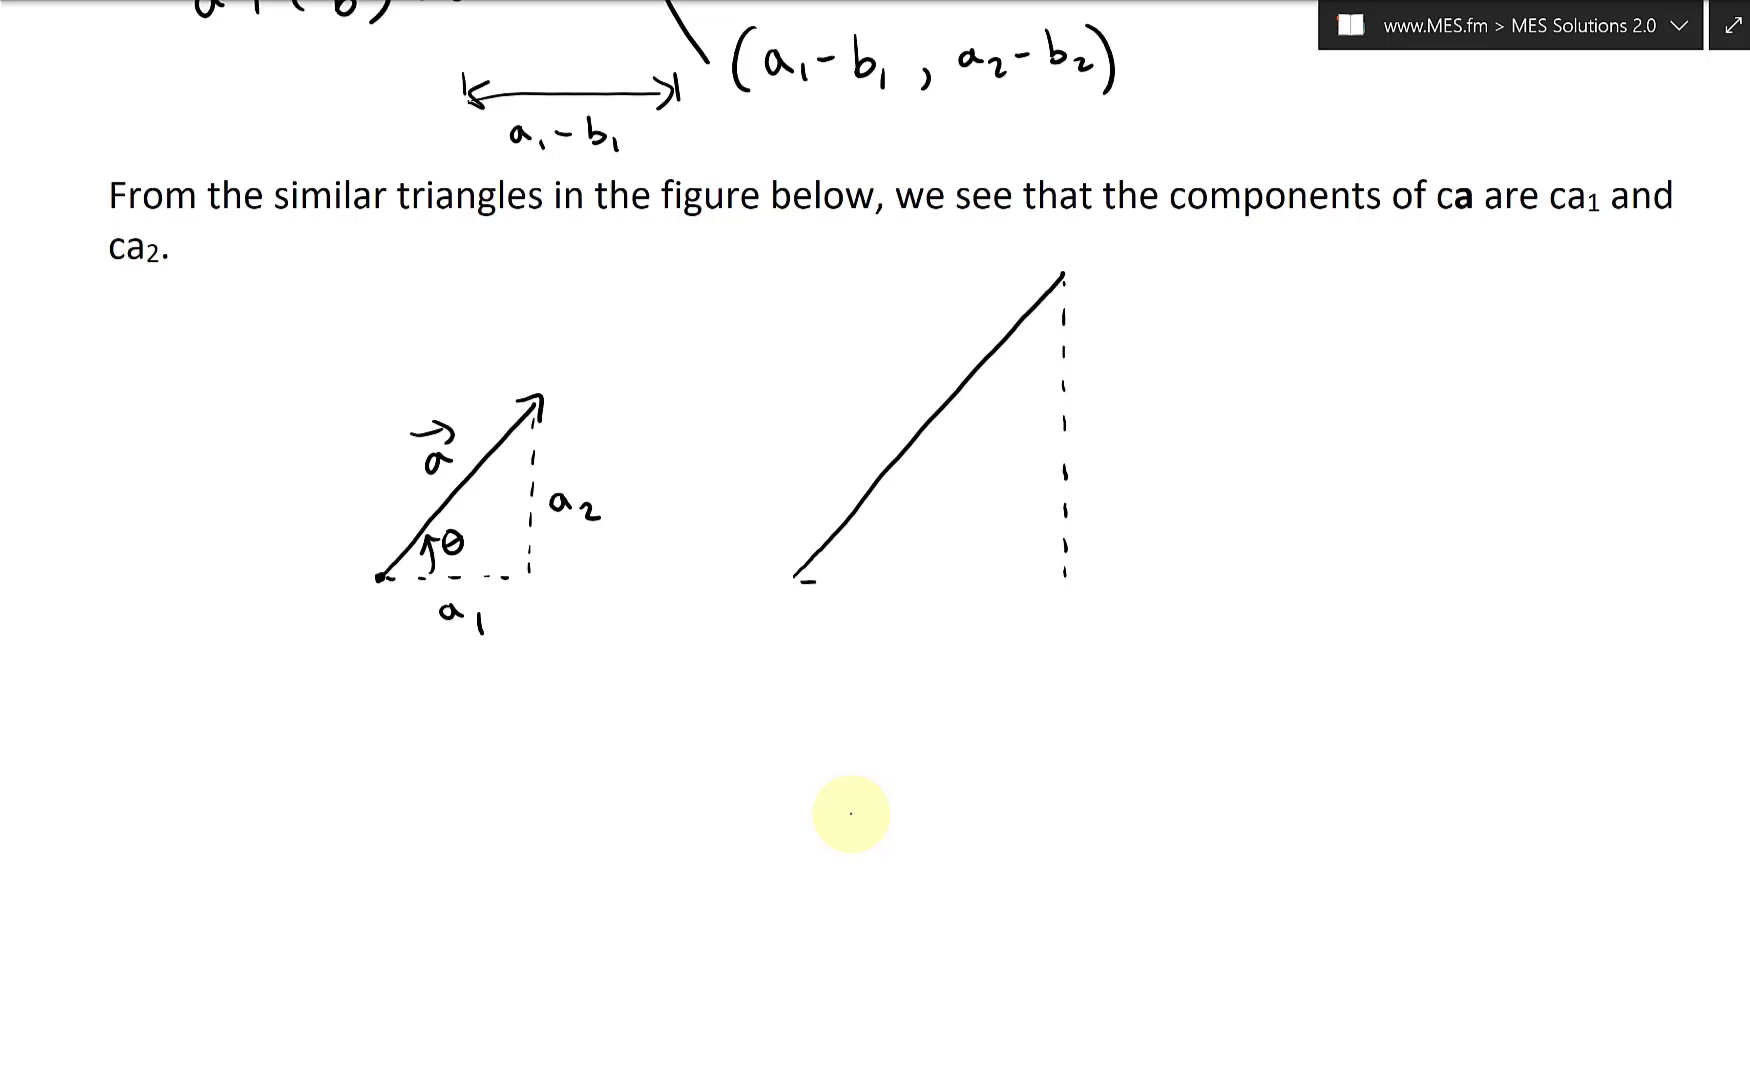 www.MES.fm > MES Solutions 2.0
(a₁-b₁, a₂-b₂)
a₁-b₁
From the similar triangles in the figure below, we see that the components of ca are ca₁ and
ca₂.
a
a₂
θ
a₁